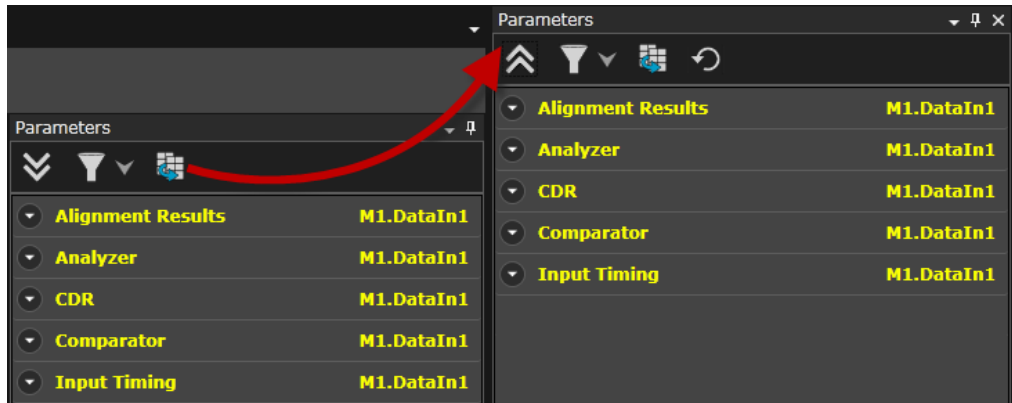 Parameters
Alignment Results M1.DataIn1
Analyzer M1.DataIn1
CDR M1.DataIn1
Comparator M1.DataIn1
Input Timing M1.DataIn1
Parameters
Alignment Results M1.DataIn1
Analyzer M1.DataIn1
CDR M1.DataIn1
Comparator M1.DataIn1
Input Timing M1.DataIn1